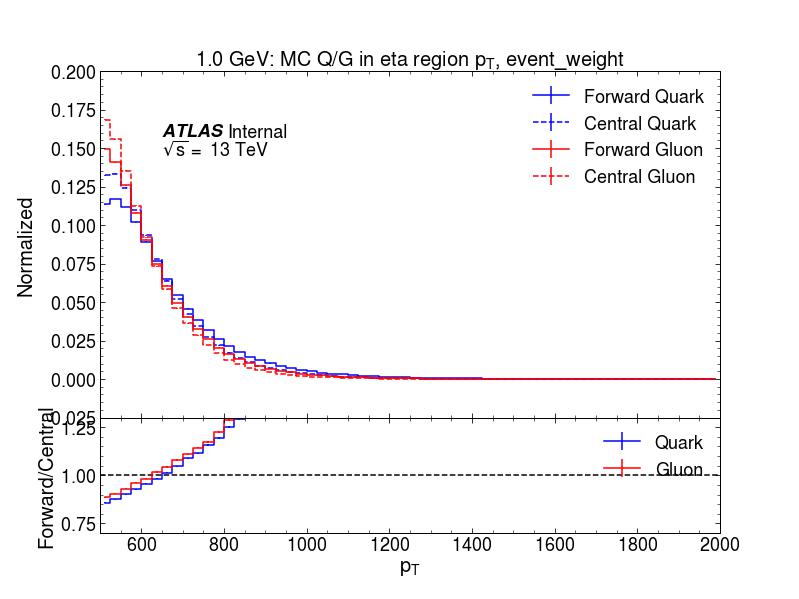 1.0 GeV: MC Q/G in eta region pT, event_weight
0.200
0.175
0.150
0.125
0.100
0.075
0.050
0.025
0.000
0.025
Normalized
ATLAS Internal
√s = 13 TeV
Forward Quark
Central Quark
Forward Gluon
Central Gluon
1.25
1.00
0.75
Forward/Central
Quark
Gluon
600 800 1000 1200 1400 1600 1800 2000
pT